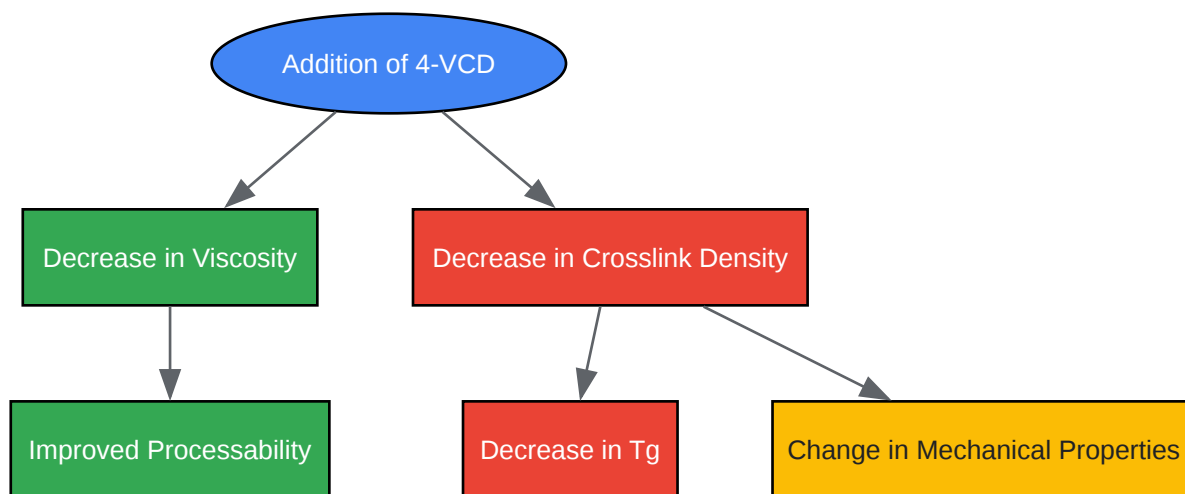 Addition of 4-VCD
Decrease in Viscosity
Decrease in Crosslink Density
Improved Processability
Decrease in Tg
Change in Mechanical Properties